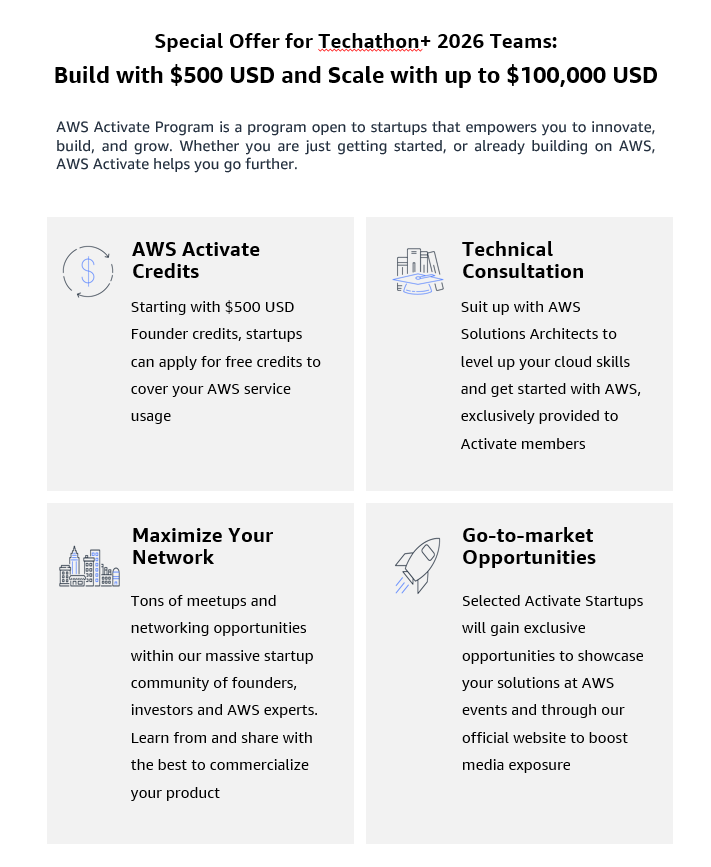 Special Offer for Techathon+ 2026 Teams:
Build with $500 USD and Scale with up to $100,000 USD
AWS Activate Program is a program open to startups that empowers you to innovate,
build, and grow. Whether you are just getting started, or already building on AWS,
AWS Activate helps you go further.
AWS Activate
Credits
Starting with $500 USD
Founder credits, startups
can apply for free credits to
cover your AWS service
usage
Technical
Consultation
Suit up with AWS
Solutions Architects to
level up your cloud skills
and get started with AWS,
exclusively provided to
Activate members
Maximize Your
Network
Tons of meetups and
networking opportunities
within our massive startup
community of founders,
investors and AWS experts.
Learn from and share with
the best to commercialize
your product
Go-to-market
Opportunities
Selected Activate Startups
will gain exclusive
opportunities to showcase
your solutions at AWS
events and through our
official website to boost
media exposure